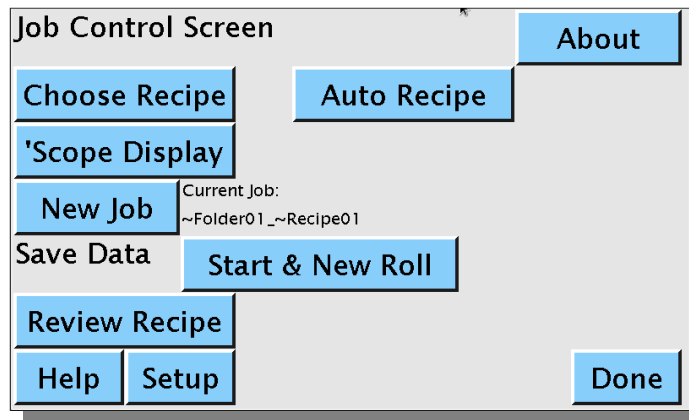 Job Control Screen
About
Choose Recipe
Auto Recipe
'Scope Display
New Job
Current Job:
~Folder01_~Recipe01
Save Data
Start & New Roll
Review Recipe
Help
Setup
Done